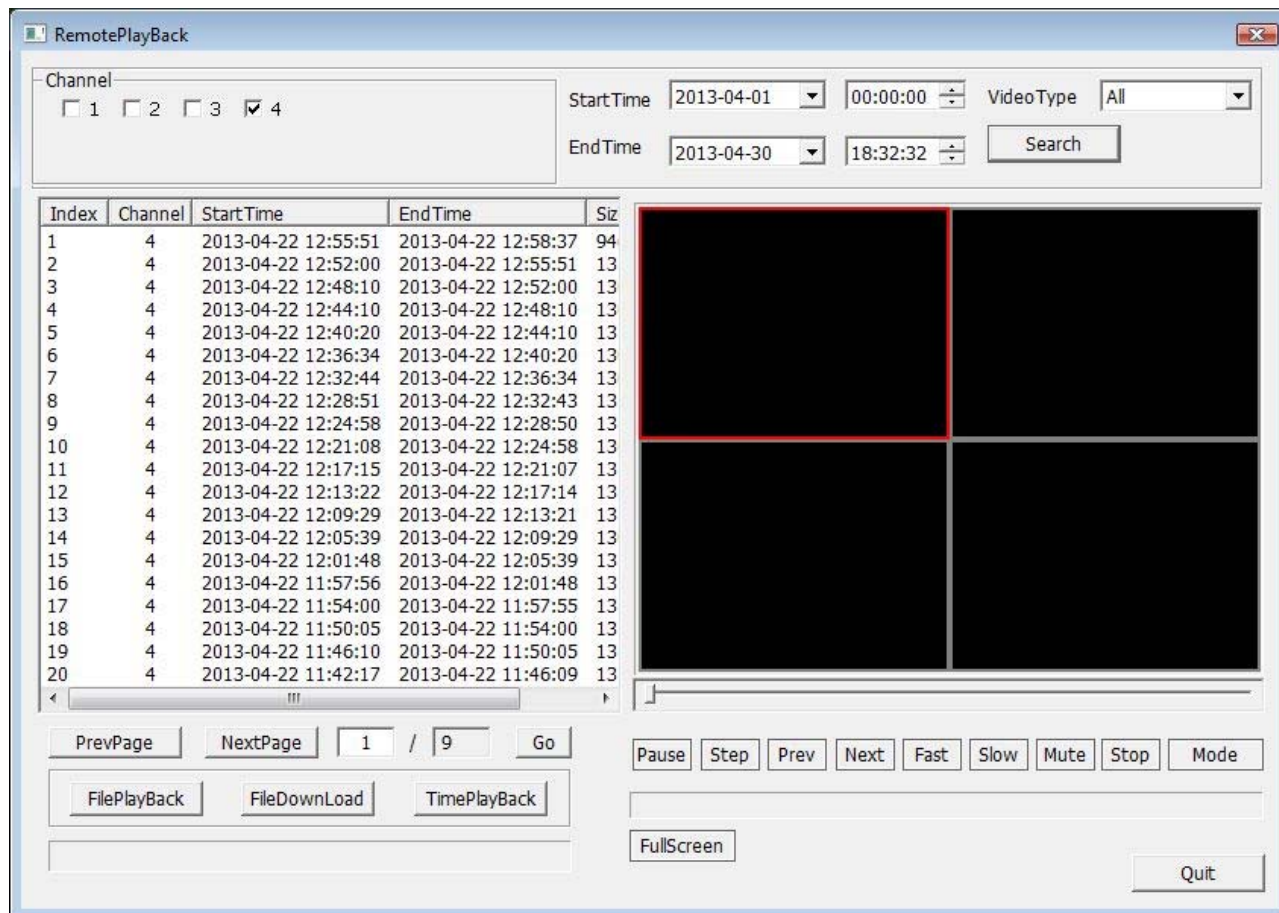 RemotePlayBack
Channel
1 2 3 4
StartTime 2013-04-01 00:00:00 VideoType All
EndTime 2013-04-30 18:32:32 Search
Index Channel StartTime EndTime Siz
1 4 2013-04-22 12:55:51 2013-04-22 12:58:37 94
2 4 2013-04-22 12:52:00 2013-04-22 12:55:51 13
3 4 2013-04-22 12:48:10 2013-04-22 12:52:00 13
4 4 2013-04-22 12:44:10 2013-04-22 12:48:10 13
5 4 2013-04-22 12:40:20 2013-04-22 12:44:10 13
6 4 2013-04-22 12:36:34 2013-04-22 12:40:20 13
7 4 2013-04-22 12:32:44 2013-04-22 12:36:34 13
8 4 2013-04-22 12:28:51 2013-04-22 12:32:43 13
9 4 2013-04-22 12:24:58 2013-04-22 12:28:50 13
10 4 2013-04-22 12:21:08 2013-04-22 12:24:58 13
11 4 2013-04-22 12:17:15 2013-04-22 12:21:07 13
12 4 2013-04-22 12:13:22 2013-04-22 12:17:14 13
13 4 2013-04-22 12:09:29 2013-04-22 12:13:21 13
14 4 2013-04-22 12:05:39 2013-04-22 12:09:29 13
15 4 2013-04-22 12:01:48 2013-04-22 12:05:39 13
16 4 2013-04-22 11:57:56 2013-04-22 12:01:48 13
17 4 2013-04-22 11:54:00 2013-04-22 11:57:55 13
18 4 2013-04-22 11:50:05 2013-04-22 11:54:00 13
19 4 2013-04-22 11:46:10 2013-04-22 11:50:05 13
20 4 2013-04-22 11:42:17 2013-04-22 11:46:09 13
PrevPage NextPage 1 / 9 Go
FilePlayBack FileDownLoad TimePlayBack
Pause Step Prev Next Fast Slow Mute Stop Mode
FullScreen
Quit